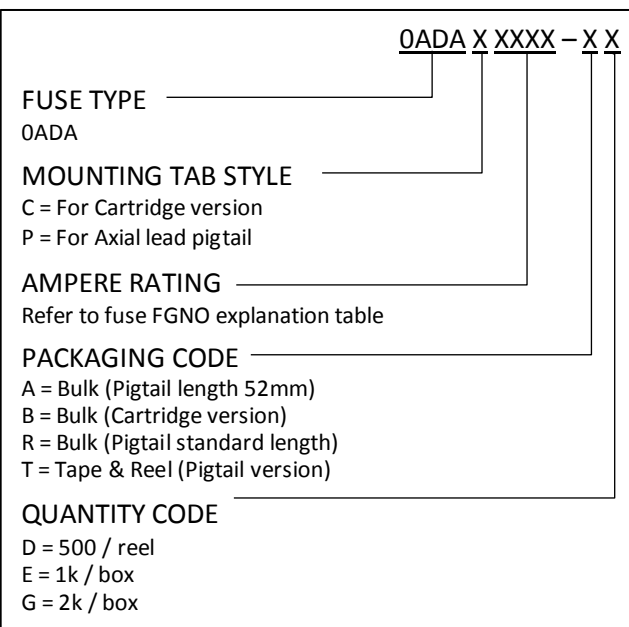 0ADA X XXXX – X X
FUSE TYPE
0ADA
MOUNTING TAB STYLE
C = For Cartridge version
P = For Axial lead pigtail
AMPERE RATING
Refer to fuse FGNO explanation table
PACKAGING CODE
A = Bulk (Pigtail length 52mm)
B = Bulk (Cartridge version)
R = Bulk (Pigtail standard length)
T = Tape & Reel (Pigtail version)
QUANTITY CODE
D = 500 / reel
E = 1k / box
G = 2k / box